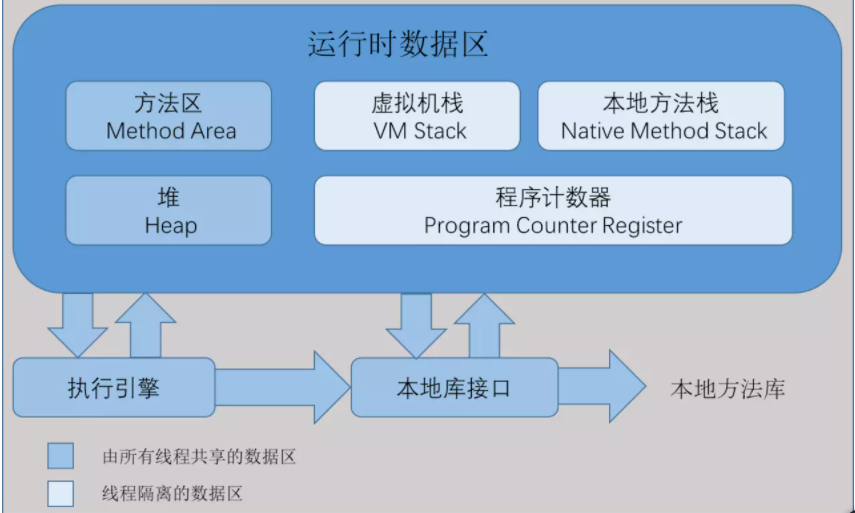 运行时数据区
方法区
Method Area
虚拟机栈
VM Stack
本地方法栈
Native Method Stack
堆
Heap
程序计数器
Program Counter Register
执行引擎
本地库接口
本地方法库
由所有线程共享的数据区
线程隔离的数据区